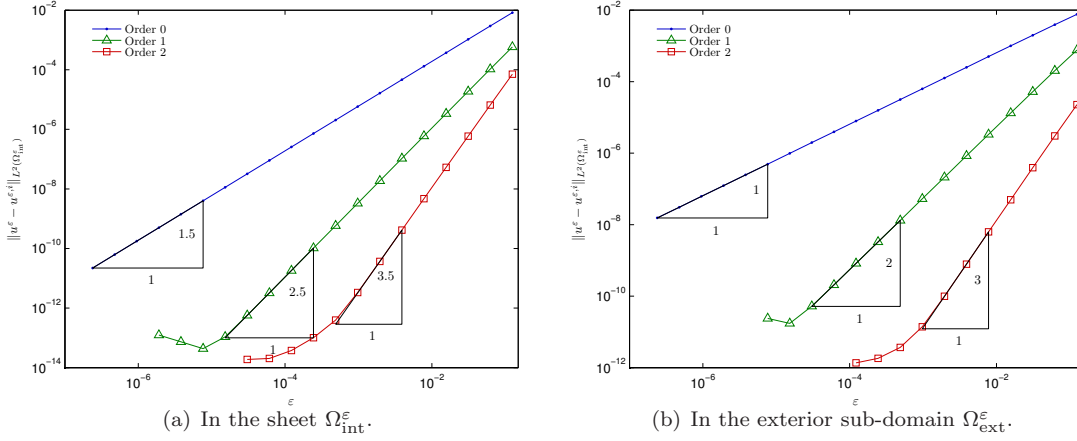 10^{-2}
10^{-4}
10^{-6}
10^{-8}
10^{-10}
10^{-12}
10^{-14}
‖u^ε − u^{ε,i}‖_{L^2(Ω^ε_int)}
Order 0
Order 1
Order 2
1.5
1
2.5
1
3.5
1
10^{-6}
10^{-4}
10^{-2}
ε
(a) In the sheet Ω^ε_int.
10^{-2}
10^{-4}
10^{-6}
10^{-8}
10^{-10}
10^{-12}
‖u^ε − u^{ε,i}‖_{L^2(Ω^ε_int)}
Order 0
Order 1
Order 2
1
1
2
1
3
1
10^{-6}
10^{-4}
10^{-2}
ε
(b) In the exterior sub-domain Ω^ε_ext.